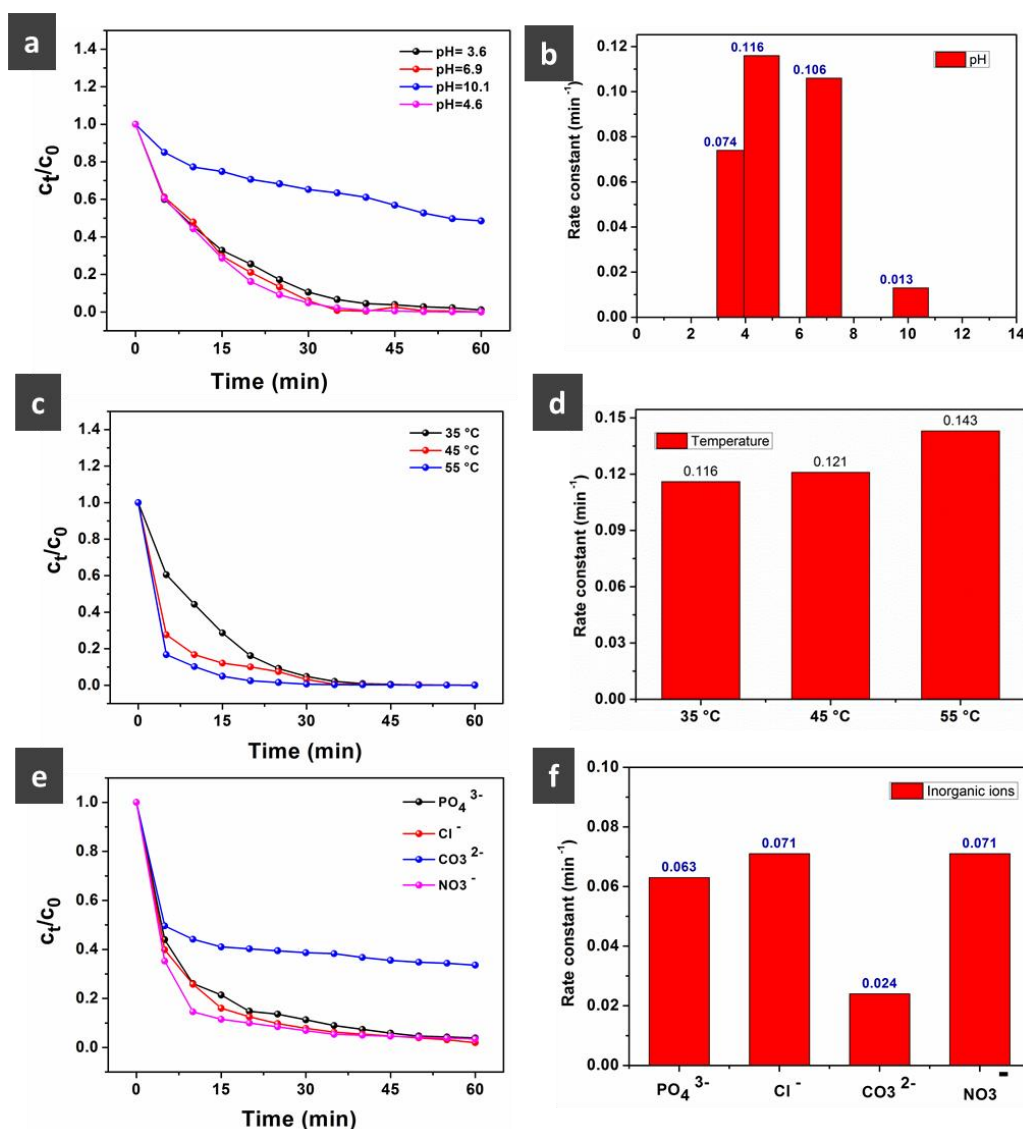 a
1.4
1.2
1.0
0.8
0.6
0.4
0.2
0.0
cₜ/c₀
pH= 3.6
pH=6.9
pH=10.1
pH=4.6
0 15 30 45 60
Time (min)
b
0.12
0.10
0.08
0.06
0.04
0.02
0.00
Rate constant (min⁻¹)
pH
0.074
0.116
0.106
0.013
0 2 4 6 8 10 12 14
c
1.4
1.2
1.0
0.8
0.6
0.4
0.2
0.0
cₜ/c₀
35 °C
45 °C
55 °C
0 15 30 45 60
Time (min)
d
0.15
0.12
0.09
0.06
0.03
0.00
Rate constant (min⁻¹)
Temperature
0.116
0.121
0.143
35 °C 45 °C 55 °C
e
1.0
0.8
0.6
0.4
0.2
0.0
cₜ/c₀
PO₄ ³⁻
Cl ⁻
CO3 ²⁻
NO3 ⁻
0 15 30 45 60
Time (min)
f
0.10
0.08
0.06
0.04
0.02
0.00
Rate constant (min⁻¹)
Inorganic ions
0.063
0.071
0.024
0.071
PO₄ ³⁻ Cl ⁻ CO3 ²⁻ NO3 ⁻